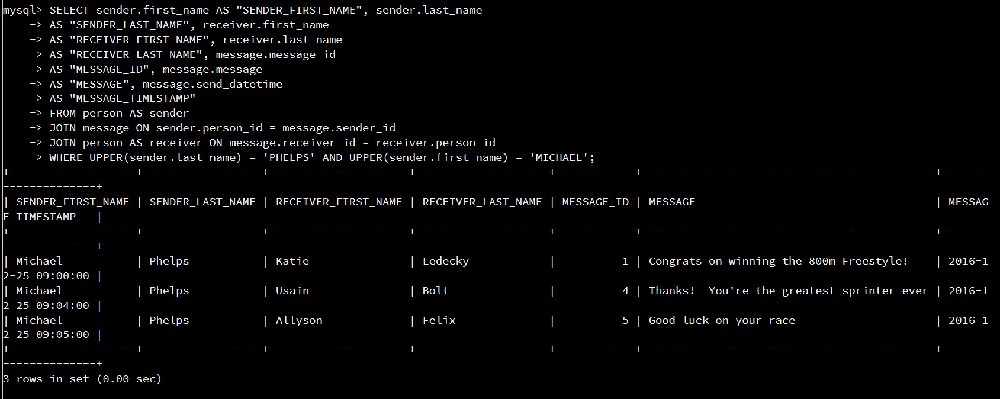 mysql> SELECT sender.first_name AS "SENDER_FIRST_NAME", sender.last_name
    -> AS "SENDER_LAST_NAME", receiver.first_name
    -> AS "RECEIVER_FIRST_NAME", receiver.last_name
    -> AS "RECEIVER_LAST_NAME", message.message_id
    -> AS "MESSAGE_ID", message.message
    -> AS "MESSAGE", message.send_datetime
    -> AS "MESSAGE_TIMESTAMP"
    -> FROM person AS sender
    -> JOIN message ON sender.person_id = message.sender_id
    -> JOIN person AS receiver ON message.receiver_id = receiver.person_id
    -> WHERE UPPER(sender.last_name) = 'PHELPS' AND UPPER(sender.first_name) = 'MICHAEL';
+-------------------+------------------+---------------------+--------------------+------------+--------------------------------------------+-------
--------------+
| SENDER_FIRST_NAME | SENDER_LAST_NAME | RECEIVER_FIRST_NAME | RECEIVER_LAST_NAME | MESSAGE_ID | MESSAGE                                    | MESSAG
E_TIMESTAMP   |
+-------------------+------------------+---------------------+--------------------+------------+--------------------------------------------+-------
--------------+
| Michael           | Phelps           | Katie               | Ledecky            |          1 | Congrats on winning the 800m Freestyle!    | 2016-1
2-25 09:00:00 |
| Michael           | Phelps           | Usain               | Bolt               |          4 | Thanks!  You're the greatest sprinter ever | 2016-1
2-25 09:04:00 |
| Michael           | Phelps           | Allyson             | Felix              |          5 | Good luck on your race                     | 2016-1
2-25 09:05:00 |
+-------------------+------------------+---------------------+--------------------+------------+--------------------------------------------+-------
--------------+
3 rows in set (0.00 sec)